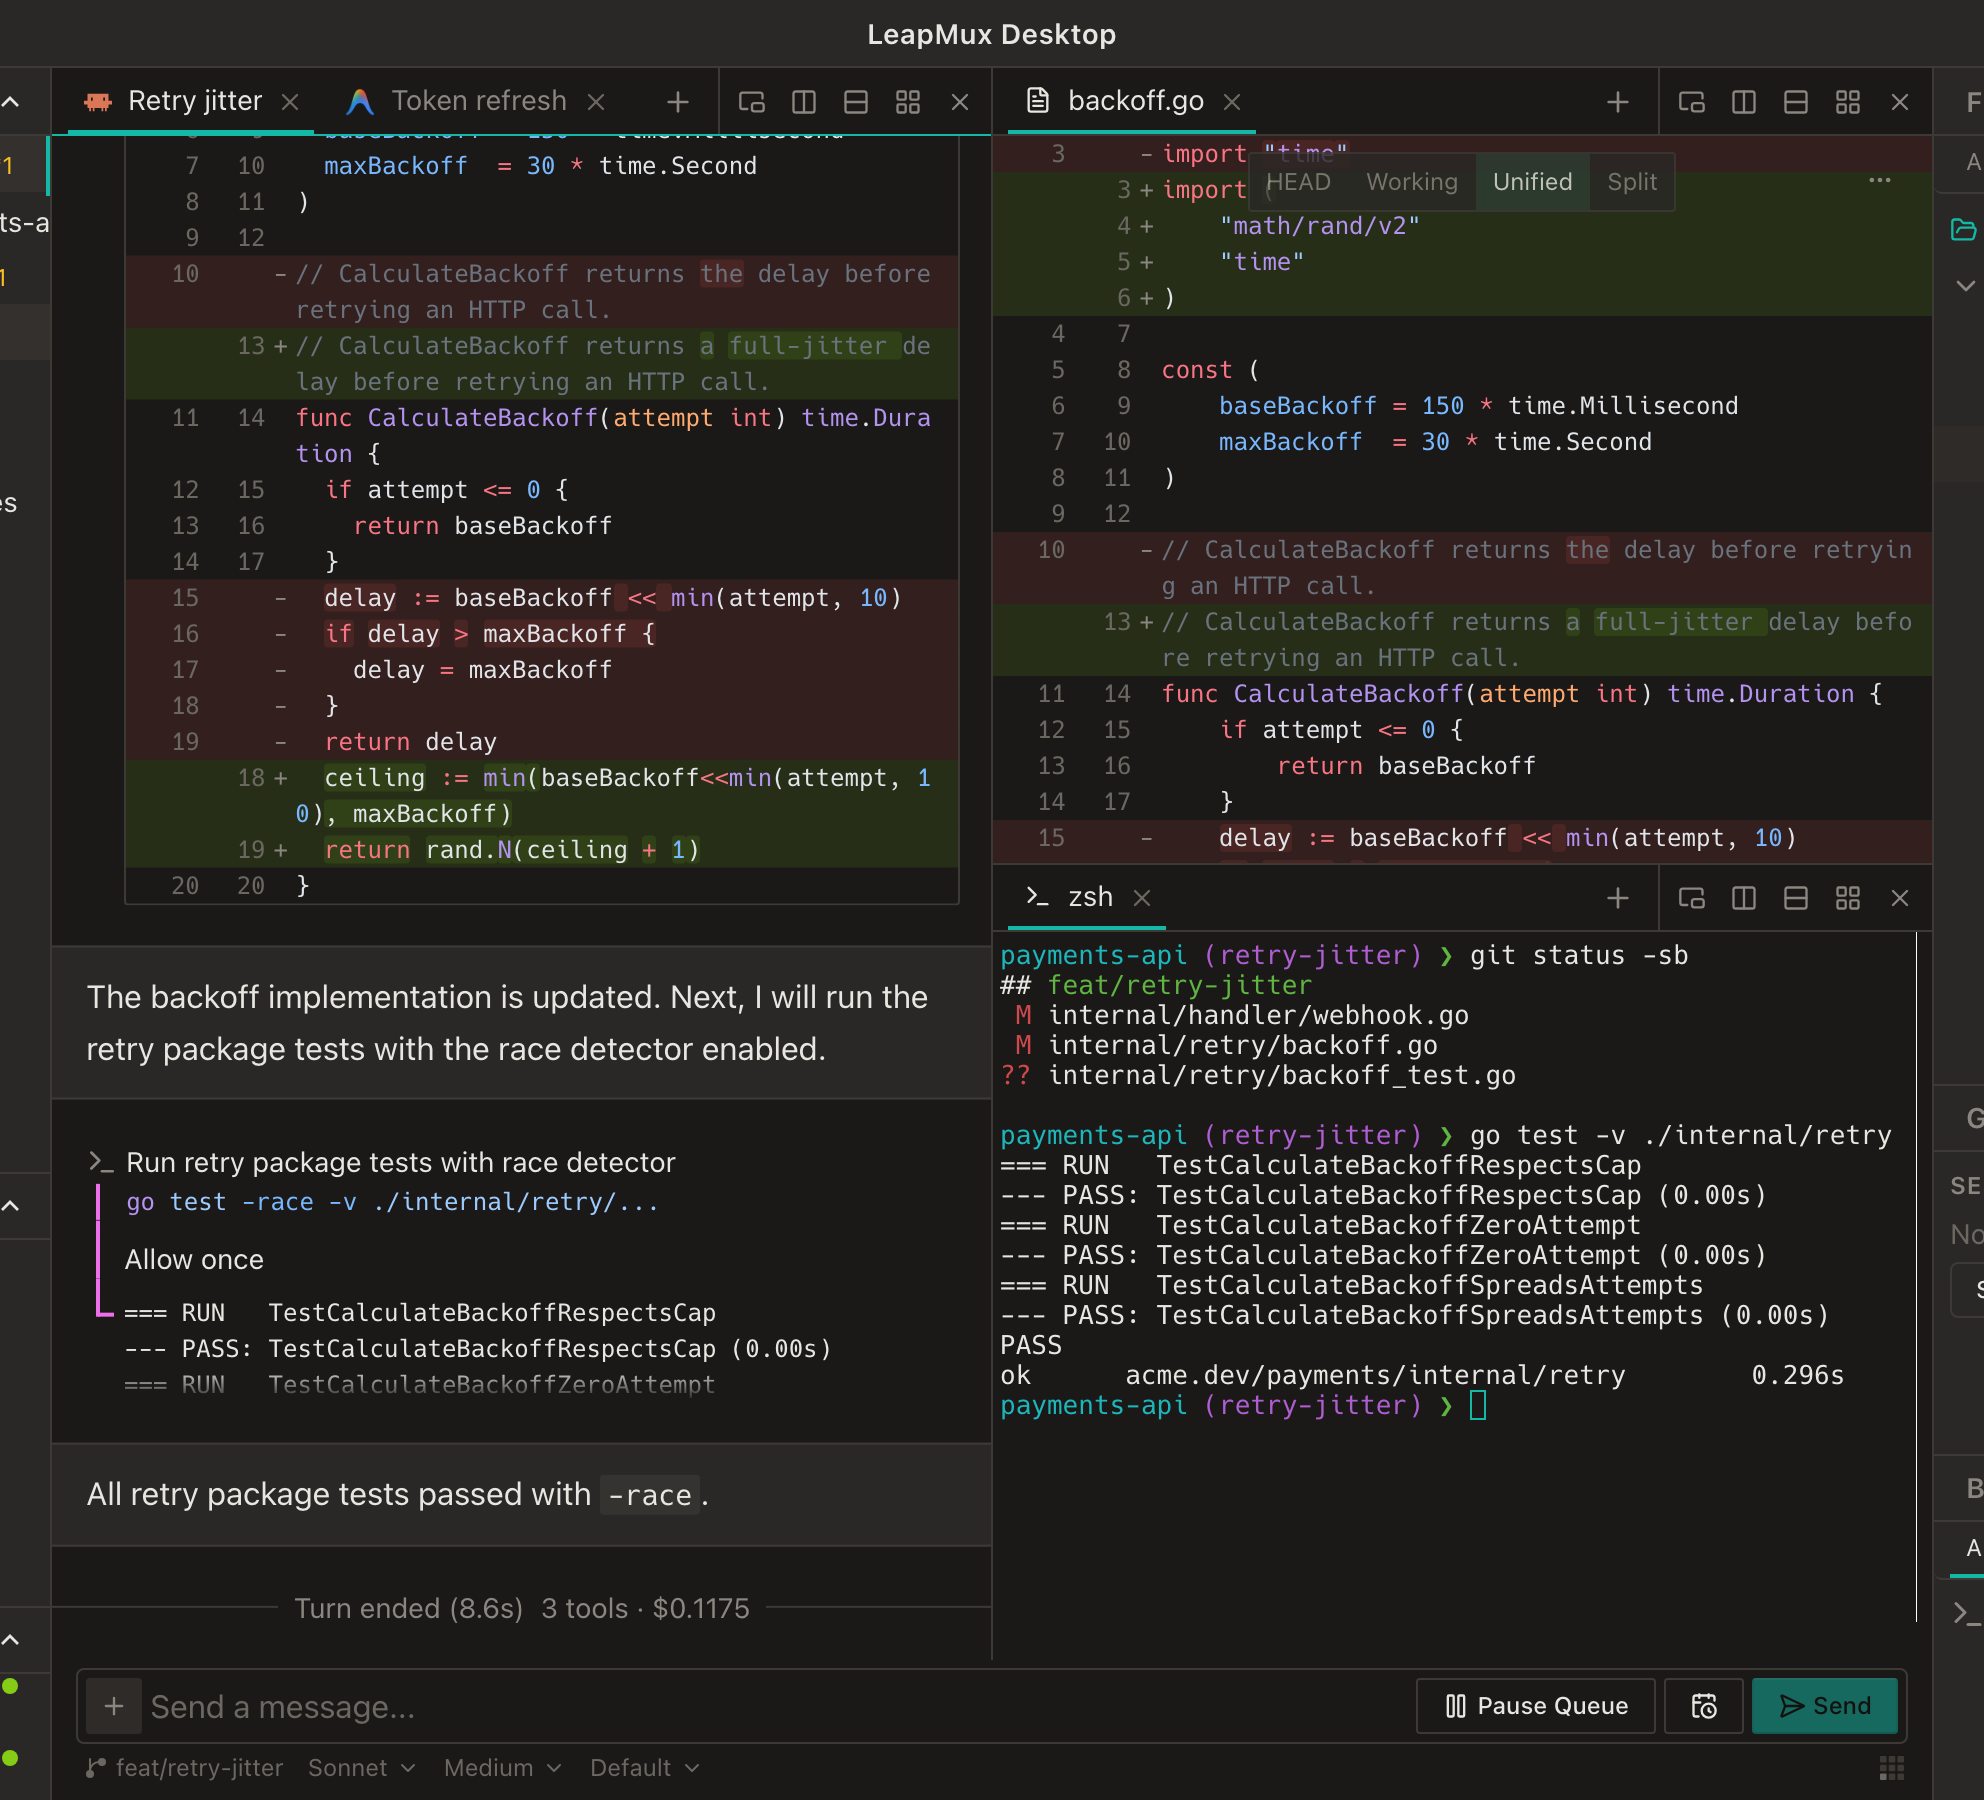 LeapMux Desktop
Retry jitter
Token refresh
7 10 maxBackoff  = 30 * time.Second
8 11 )
9 12
10 - // CalculateBackoff returns the delay before
retrying an HTTP call.
13 + // CalculateBackoff returns a full-jitter de
lay before retrying an HTTP call.
11 14 func CalculateBackoff(attempt int) time.Dura
tion {
12 15 if attempt <= 0 {
13 16 return baseBackoff
14 17 }
15 - delay := baseBackoff << min(attempt, 10)
16 - if delay > maxBackoff {
17 - delay = maxBackoff
18 - }
19 - return delay
18 + ceiling := min(baseBackoff<<min(attempt, 1
0), maxBackoff)
19 + return rand.N(ceiling + 1)
20 20 }
The backoff implementation is updated. Next, I will run the
retry package tests with the race detector enabled.
Run retry package tests with race detector
go test -race -v ./internal/retry/...
Allow once
=== RUN   TestCalculateBackoffRespectsCap
--- PASS: TestCalculateBackoffRespectsCap (0.00s)
=== RUN   TestCalculateBackoffZeroAttempt
All retry package tests passed with -race.
Turn ended (8.6s)  3 tools · $0.1175
backoff.go
HEAD Working Unified Split
3 - import "time"
3 + import (
4 + "math/rand/v2"
5 + "time"
6 + )
4 7
5 8 const (
6 9 baseBackoff = 150 * time.Millisecond
7 10 maxBackoff  = 30 * time.Second
8 11 )
9 12
10 - // CalculateBackoff returns the delay before retryin
g an HTTP call.
13 + // CalculateBackoff returns a full-jitter delay befo
re retrying an HTTP call.
11 14 func CalculateBackoff(attempt int) time.Duration {
12 15 if attempt <= 0 {
13 16 return baseBackoff
14 17 }
15 - delay := baseBackoff << min(attempt, 10)
zsh
payments-api (retry-jitter) ❯ git status -sb
## feat/retry-jitter
 M internal/handler/webhook.go
 M internal/retry/backoff.go
?? internal/retry/backoff_test.go
payments-api (retry-jitter) ❯ go test -v ./internal/retry
=== RUN   TestCalculateBackoffRespectsCap
--- PASS: TestCalculateBackoffRespectsCap (0.00s)
=== RUN   TestCalculateBackoffZeroAttempt
--- PASS: TestCalculateBackoffZeroAttempt (0.00s)
=== RUN   TestCalculateBackoffSpreadsAttempts
--- PASS: TestCalculateBackoffSpreadsAttempts (0.00s)
PASS
ok      acme.dev/payments/internal/retry        0.296s
payments-api (retry-jitter) ❯
Send a message...
Pause Queue
Send
feat/retry-jitter
Sonnet
Medium
Default